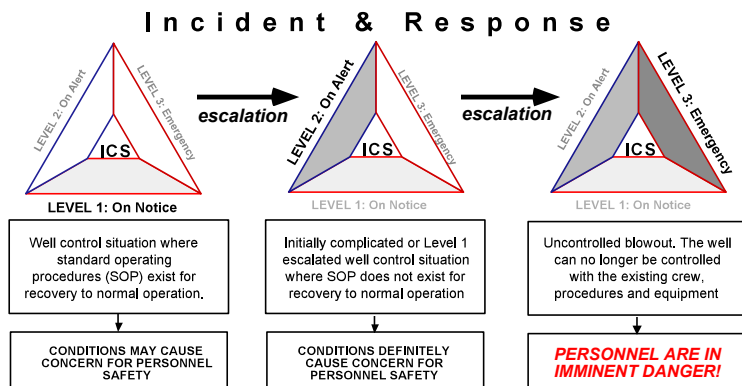 Incident & Response
LEVEL 2: On Alert
LEVEL 3: Emergency
ICS
LEVEL 1: On Notice
escalation
LEVEL 2: On Alert
LEVEL 3: Emergency
ICS
LEVEL 1: On Notice
escalation
LEVEL 2: On Alert
LEVEL 3: Emergency
ICS
LEVEL 1: On Notice
Well control situation where
standard operating
procedures (SOP) exist for
recovery to normal operation.
Initially complicated or Level 1
escalated well control situation
where SOP does not exist for
recovery to normal operation
Uncontrolled blowout. The well
can no longer be controlled
with the existing crew,
procedures and equipment
CONDITIONS MAY CAUSE
CONCERN FOR PERSONNEL
SAFETY
CONDITIONS DEFINITELY
CAUSE CONCERN FOR
PERSONNEL SAFETY
PERSONNEL ARE IN
IMMINENT DANGER!